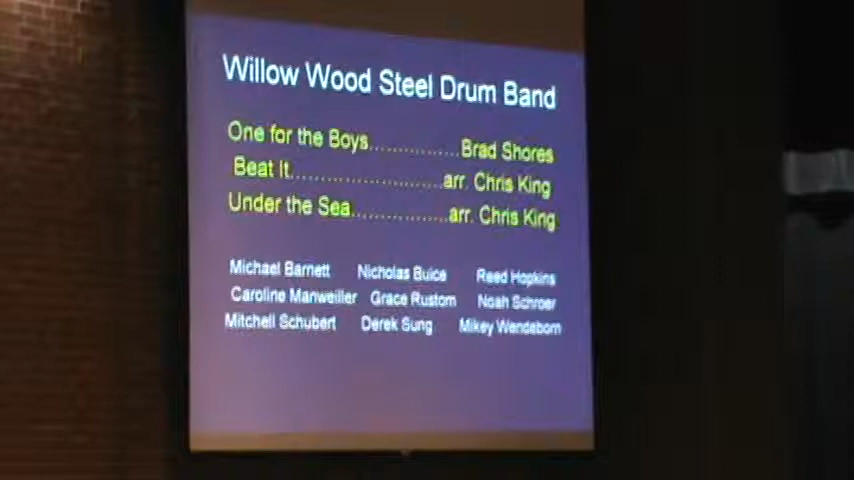 Willow Wood Steel Drum Band
One for the Boys...............Brad Shores
Beat It.........................arr. Chris King
Under the Sea................arr. Chris King
Michael Barnett Nicholas Buice Reed Hopkins
Caroline Manweiller Grace Rustom Noah Schroer
Mitchell Schubert Derek Sung Mikey Wendeborn